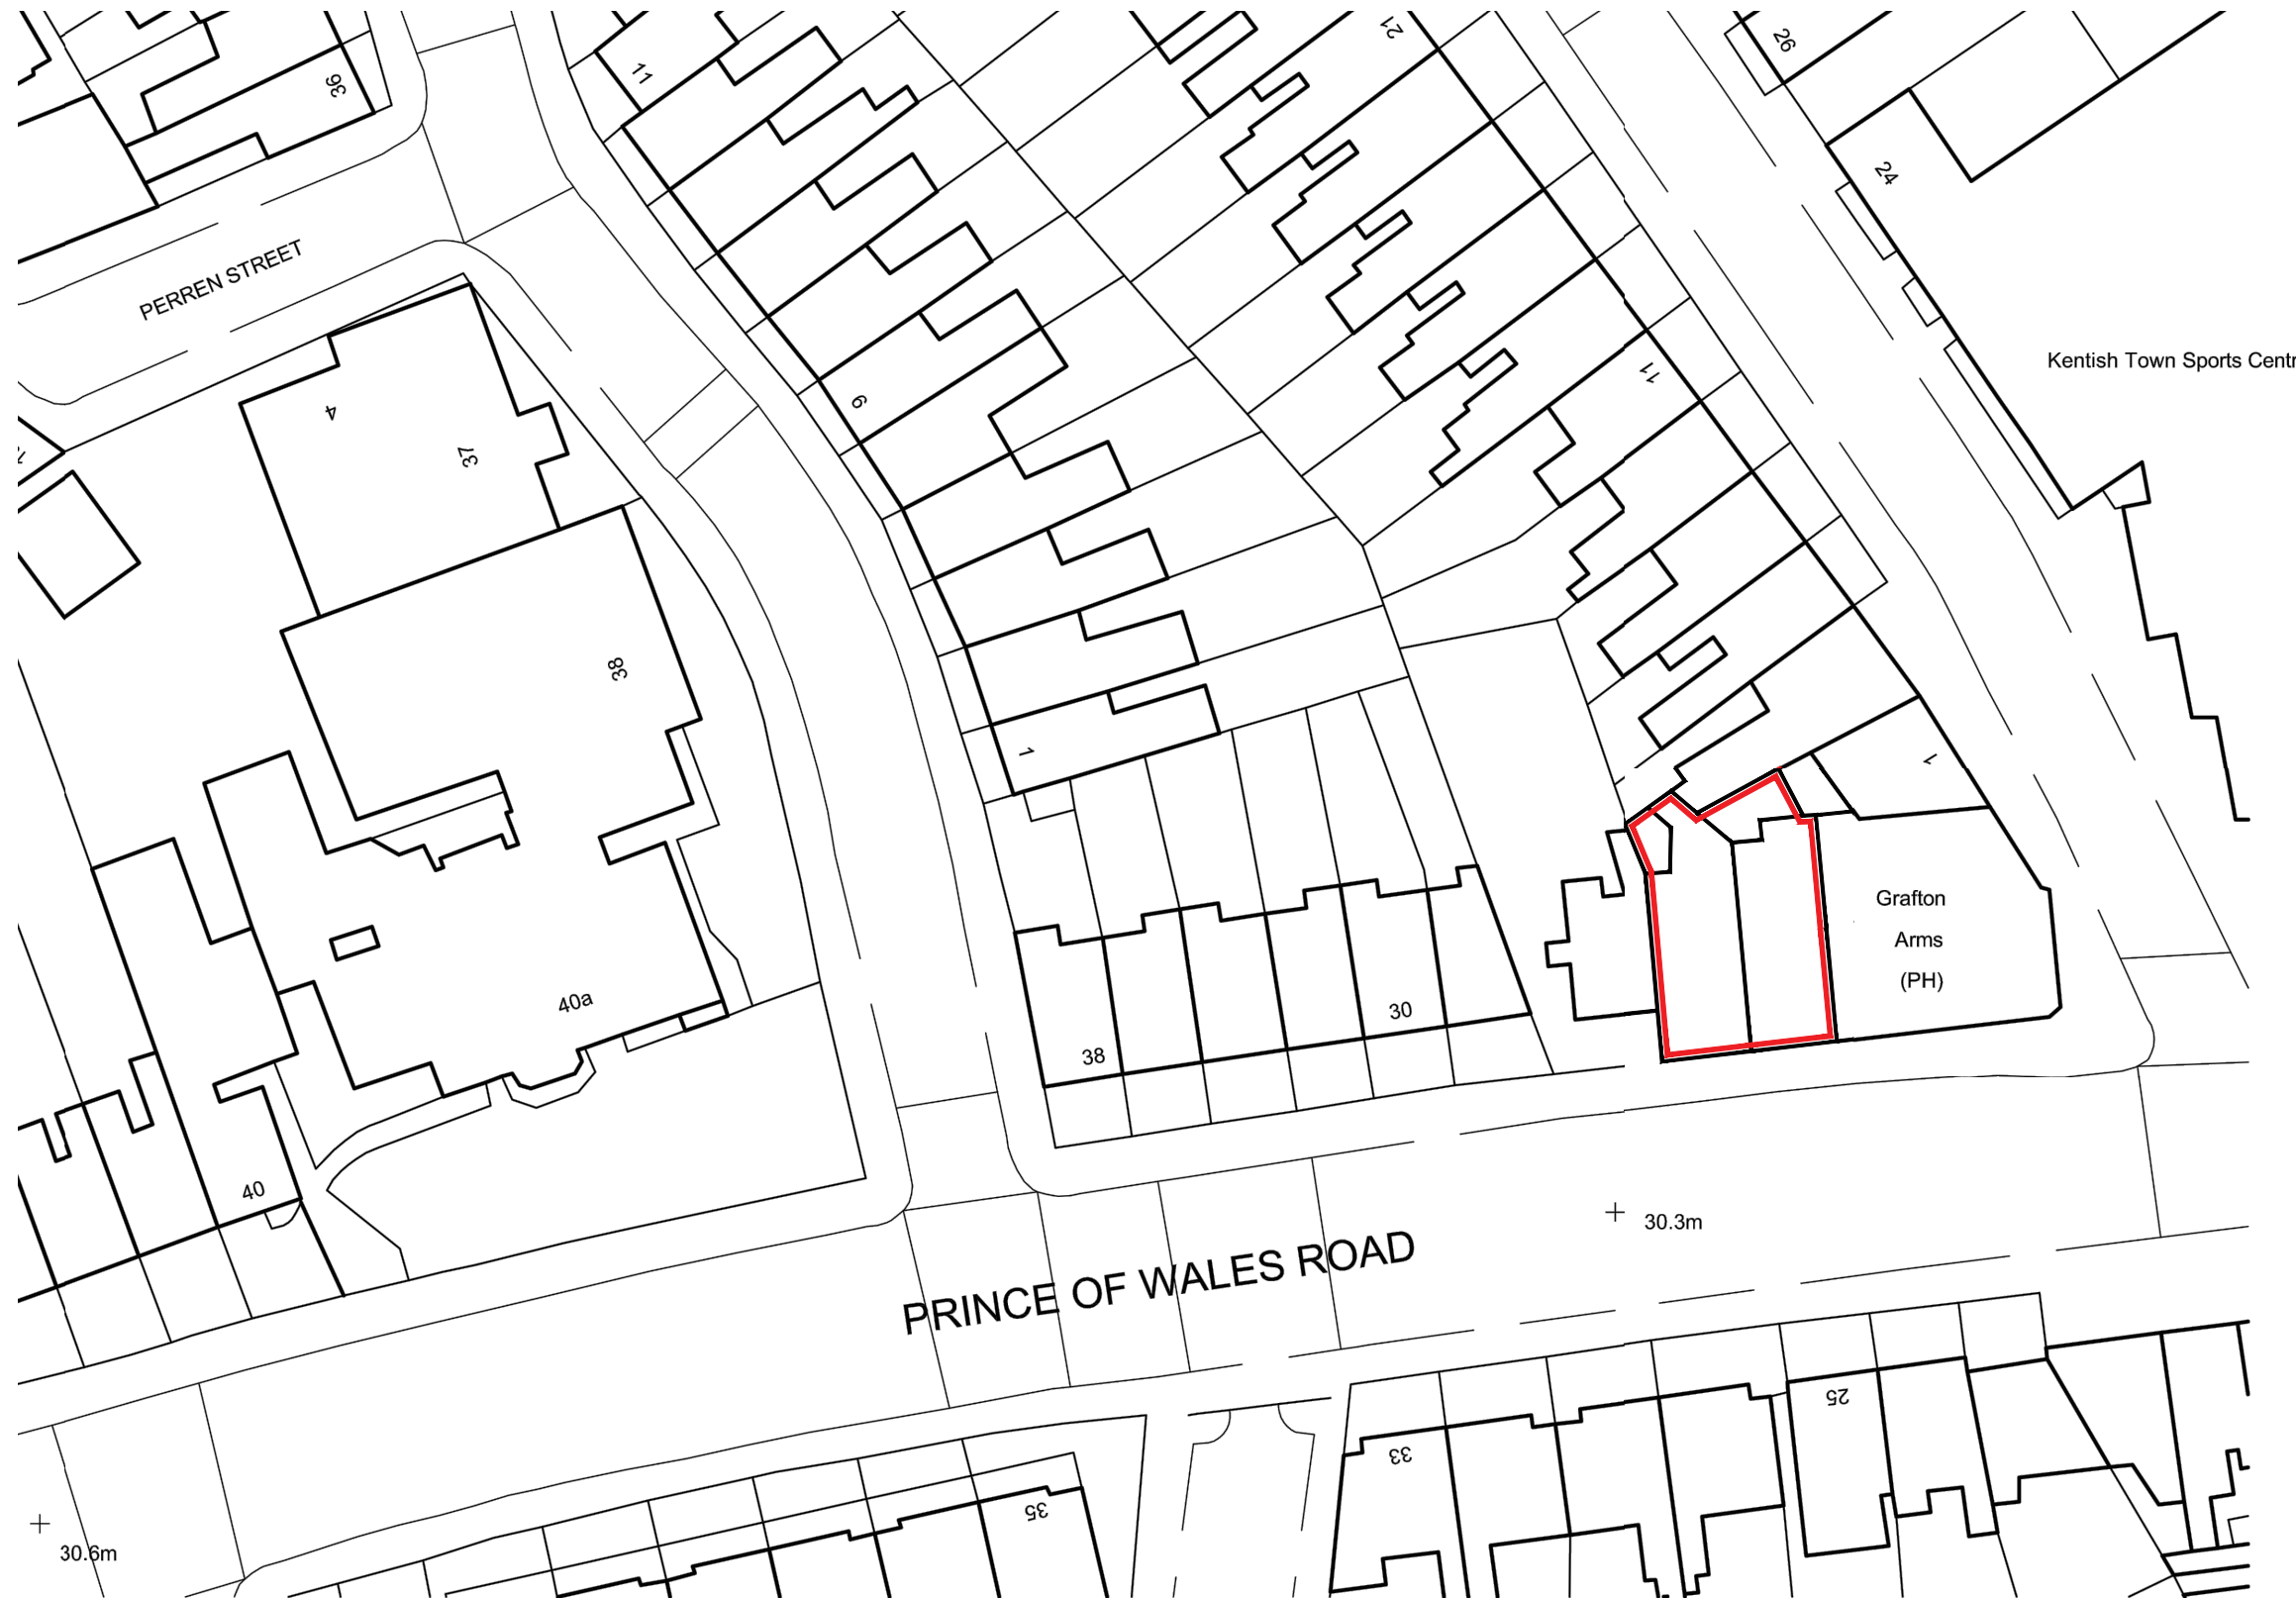 36
11
21
26
24
PERREN STREET
Kentish Town Sports Centr
4
37
9
11
38
1
1
Grafton
Arms
(PH)
40a
30
38
40
30.3m
PRINCE OF WALES ROAD
25
33
35
30.6m